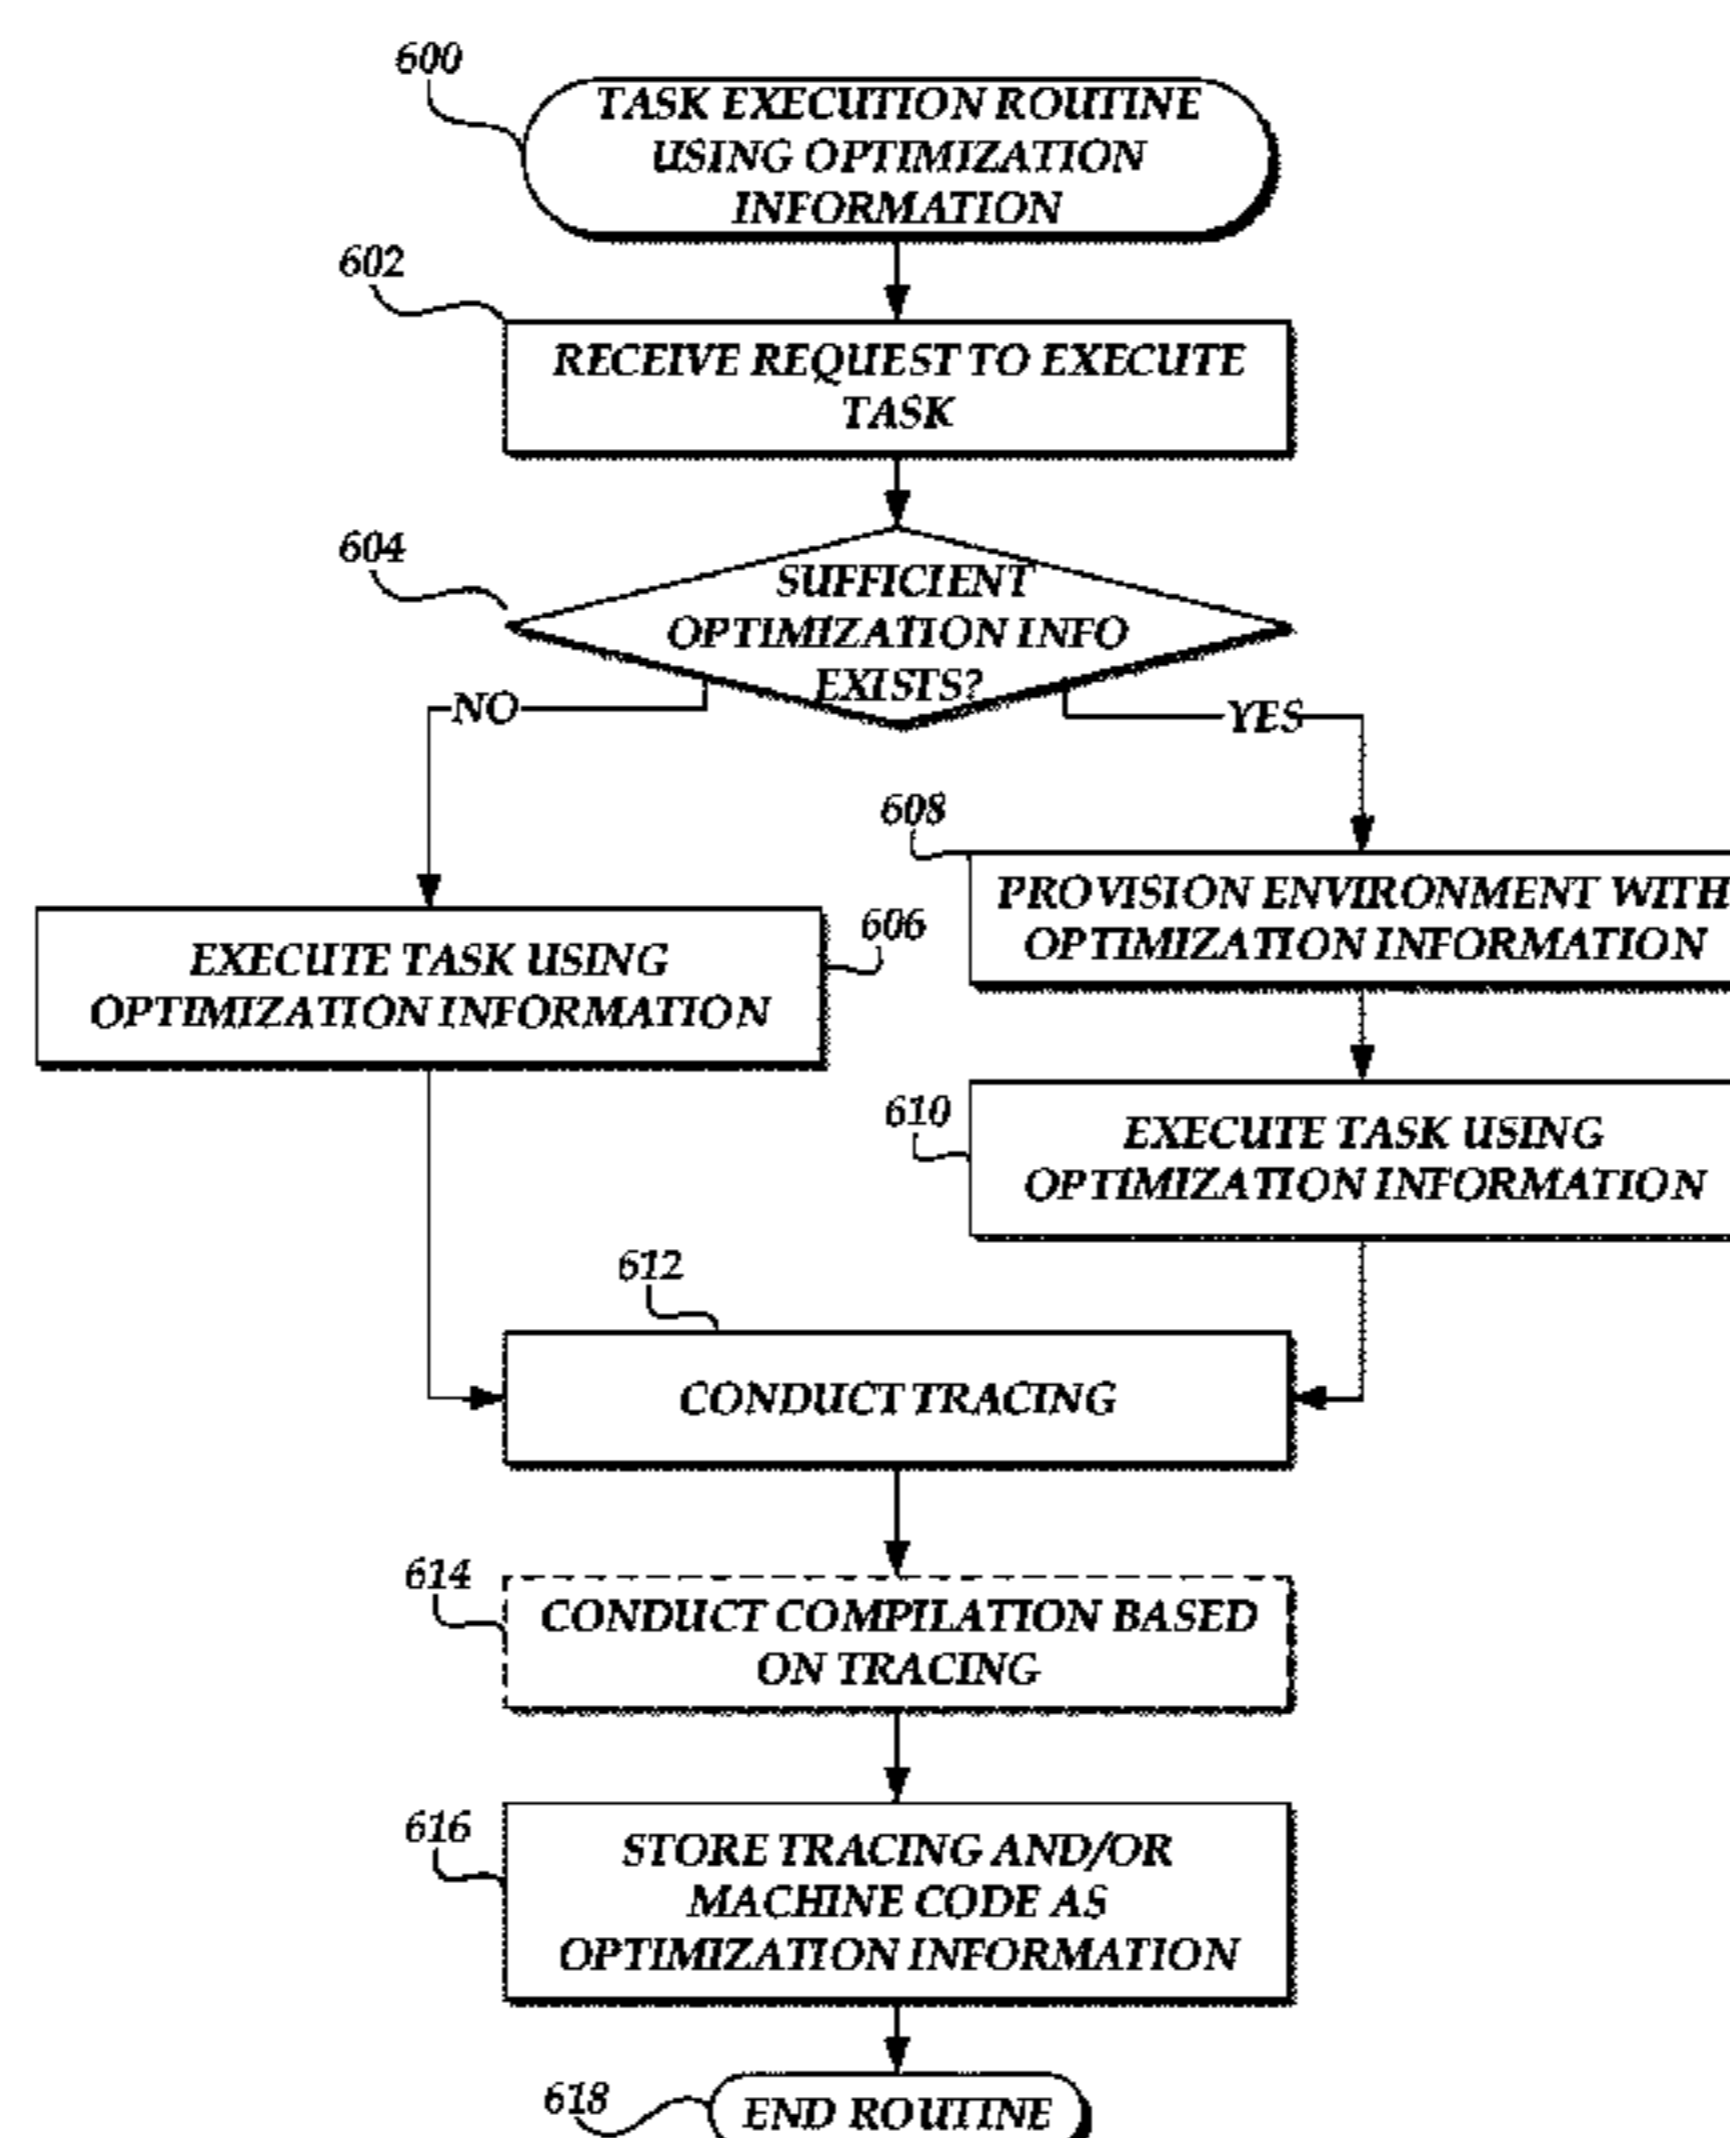 600
TASK EXECUTION ROUTINE
USING OPTIMIZATION
INFORMATION
602
RECEIVE REQUEST TO EXECUTE
TASK
604
SUFFICIENT
OPTIMIZATION INFO
EXISTS?
NO
YES
608
PROVISION ENVIRONMENT WITH
OPTIMIZATION INFORMATION
606
EXECUTE TASK USING
OPTIMIZATION INFORMATION
610
EXECUTE TASK USING
OPTIMIZATION INFORMATION
612
CONDUCT TRACING
614
CONDUCT COMPILATION BASED
ON TRACING
616
STORE TRACING AND/OR
MACHINE CODE AS
OPTIMIZATION INFORMATION
618
END ROUTINE